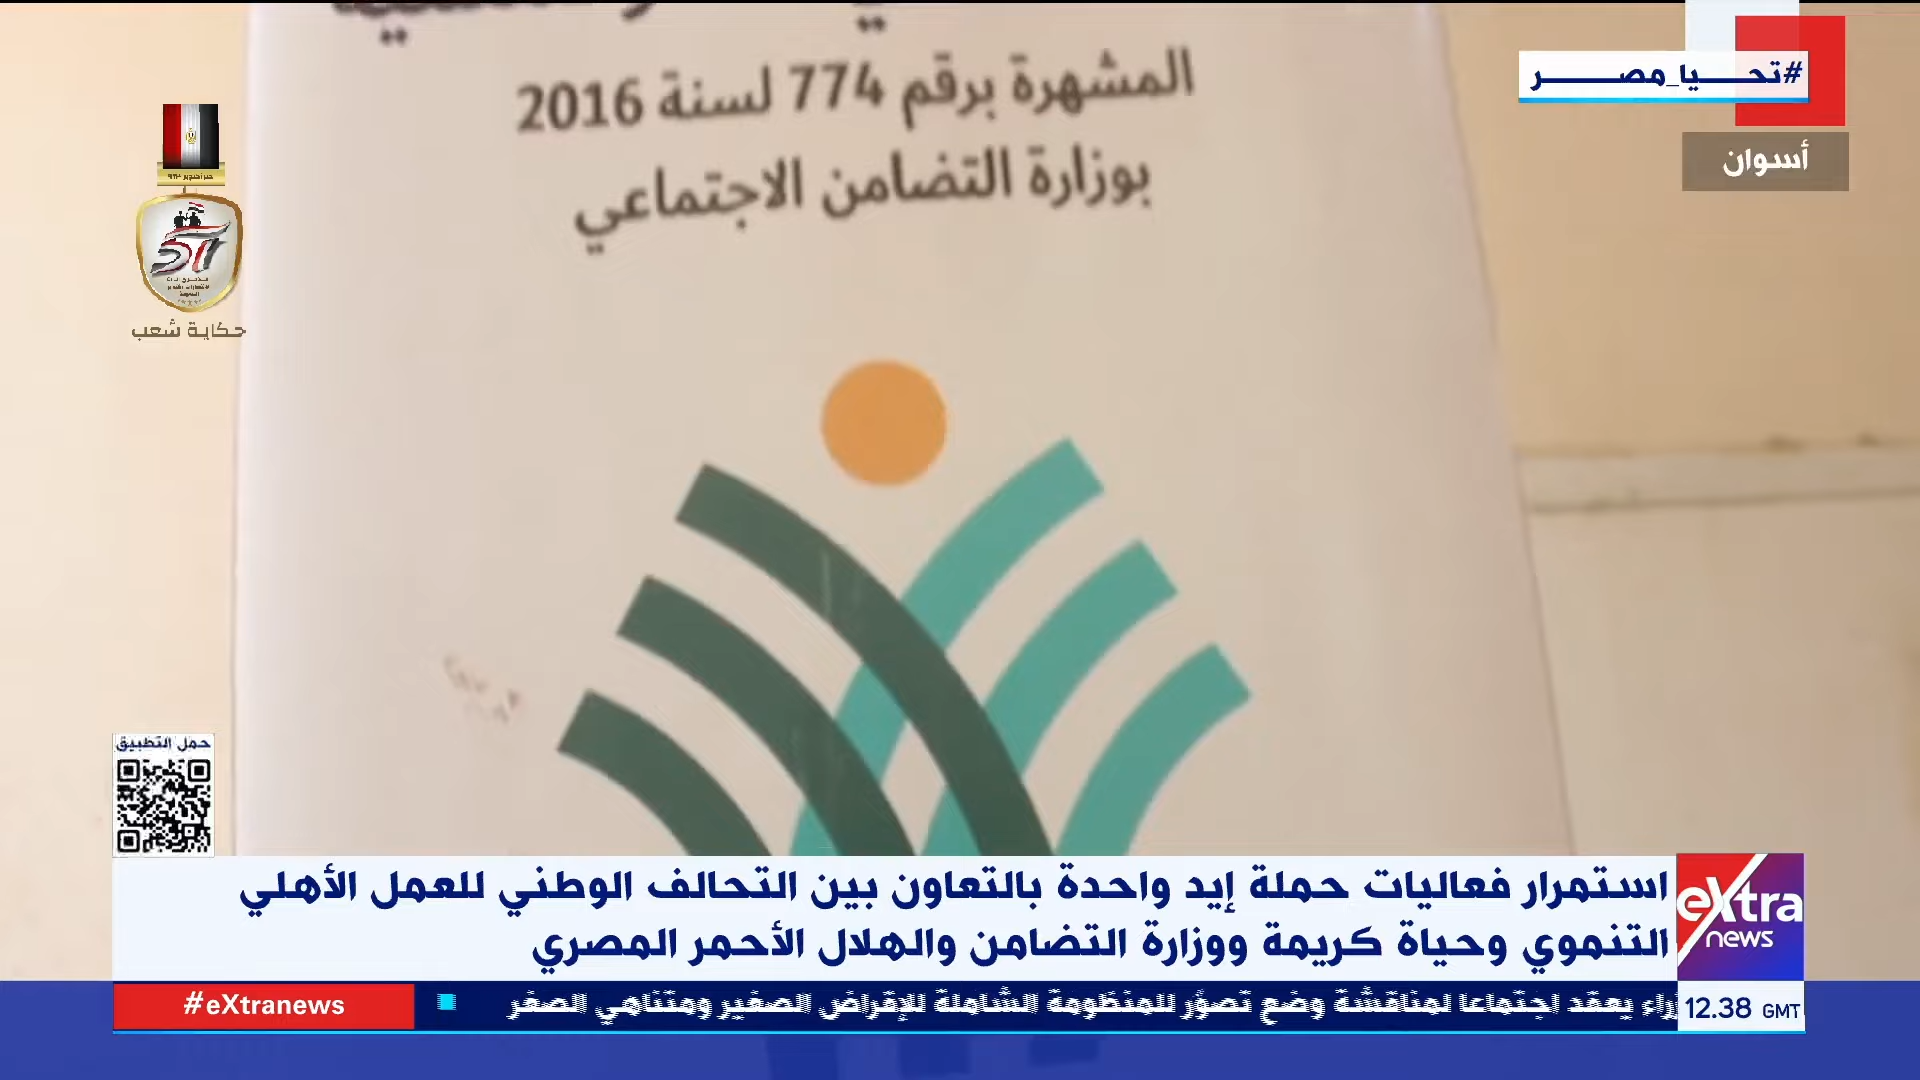 المشهرة برقم 774 لسنة 2016
بوزارة التضامن الاجتماعي
#تحيا_مصر
أسوان
حكاية شعب
حمل التطبيق
استمرار فعاليات حملة إيد واحدة بالتعاون بين التحالف الوطني للعمل الأهلي
التنموي وحياة كريمة ووزارة التضامن والهلال الأحمر المصري
eXtra
news
#eXtranews
يعقد اجتماعا لمناقشة وضع تصور للمنظومة الشاملة للإقراض الصغير ومتناهي الصغر
12.38 GMT